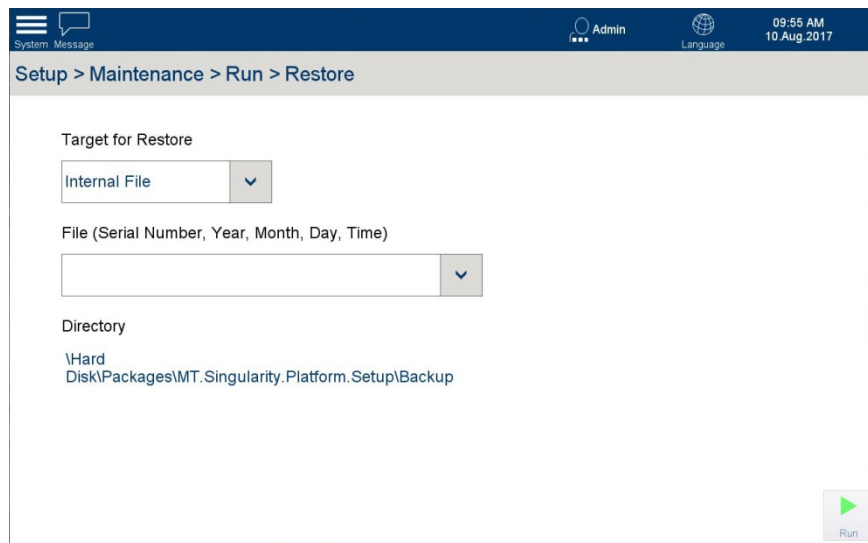 System Message
Admin
Language
09:55 AM
10.Aug.2017
Setup > Maintenance > Run > Restore
Target for Restore
Internal File
File (Serial Number, Year, Month, Day, Time)
Directory
\Hard
Disk\Packages\MT.Singularity.Platform.Setup\Backup
Run